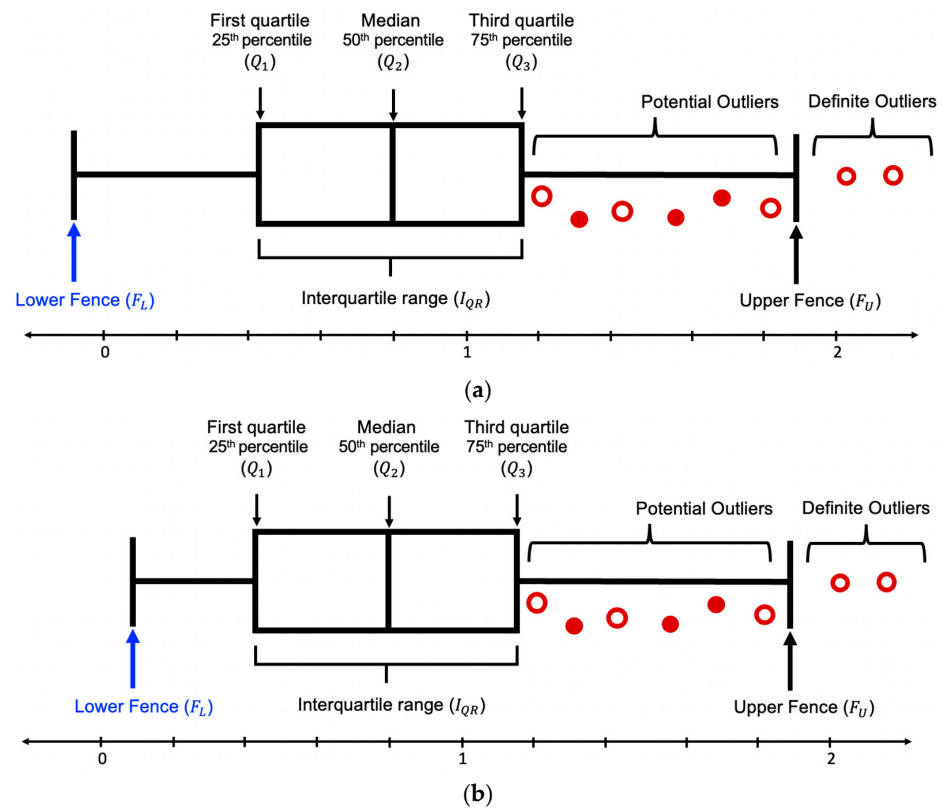 First quartile
25th percentile
(Q1)
Median
50th percentile
(Q2)
Third quartile
75th percentile
(Q3)
Potential Outliers
Definite Outliers
Lower Fence (FL)
Interquartile range (IQR)
Upper Fence (FU)
0 1 2
(a)
First quartile
25th percentile
(Q1)
Median
50th percentile
(Q2)
Third quartile
75th percentile
(Q3)
Potential Outliers
Definite Outliers
Lower Fence (FL)
Interquartile range (IQR)
Upper Fence (FU)
0 1 2
(b)